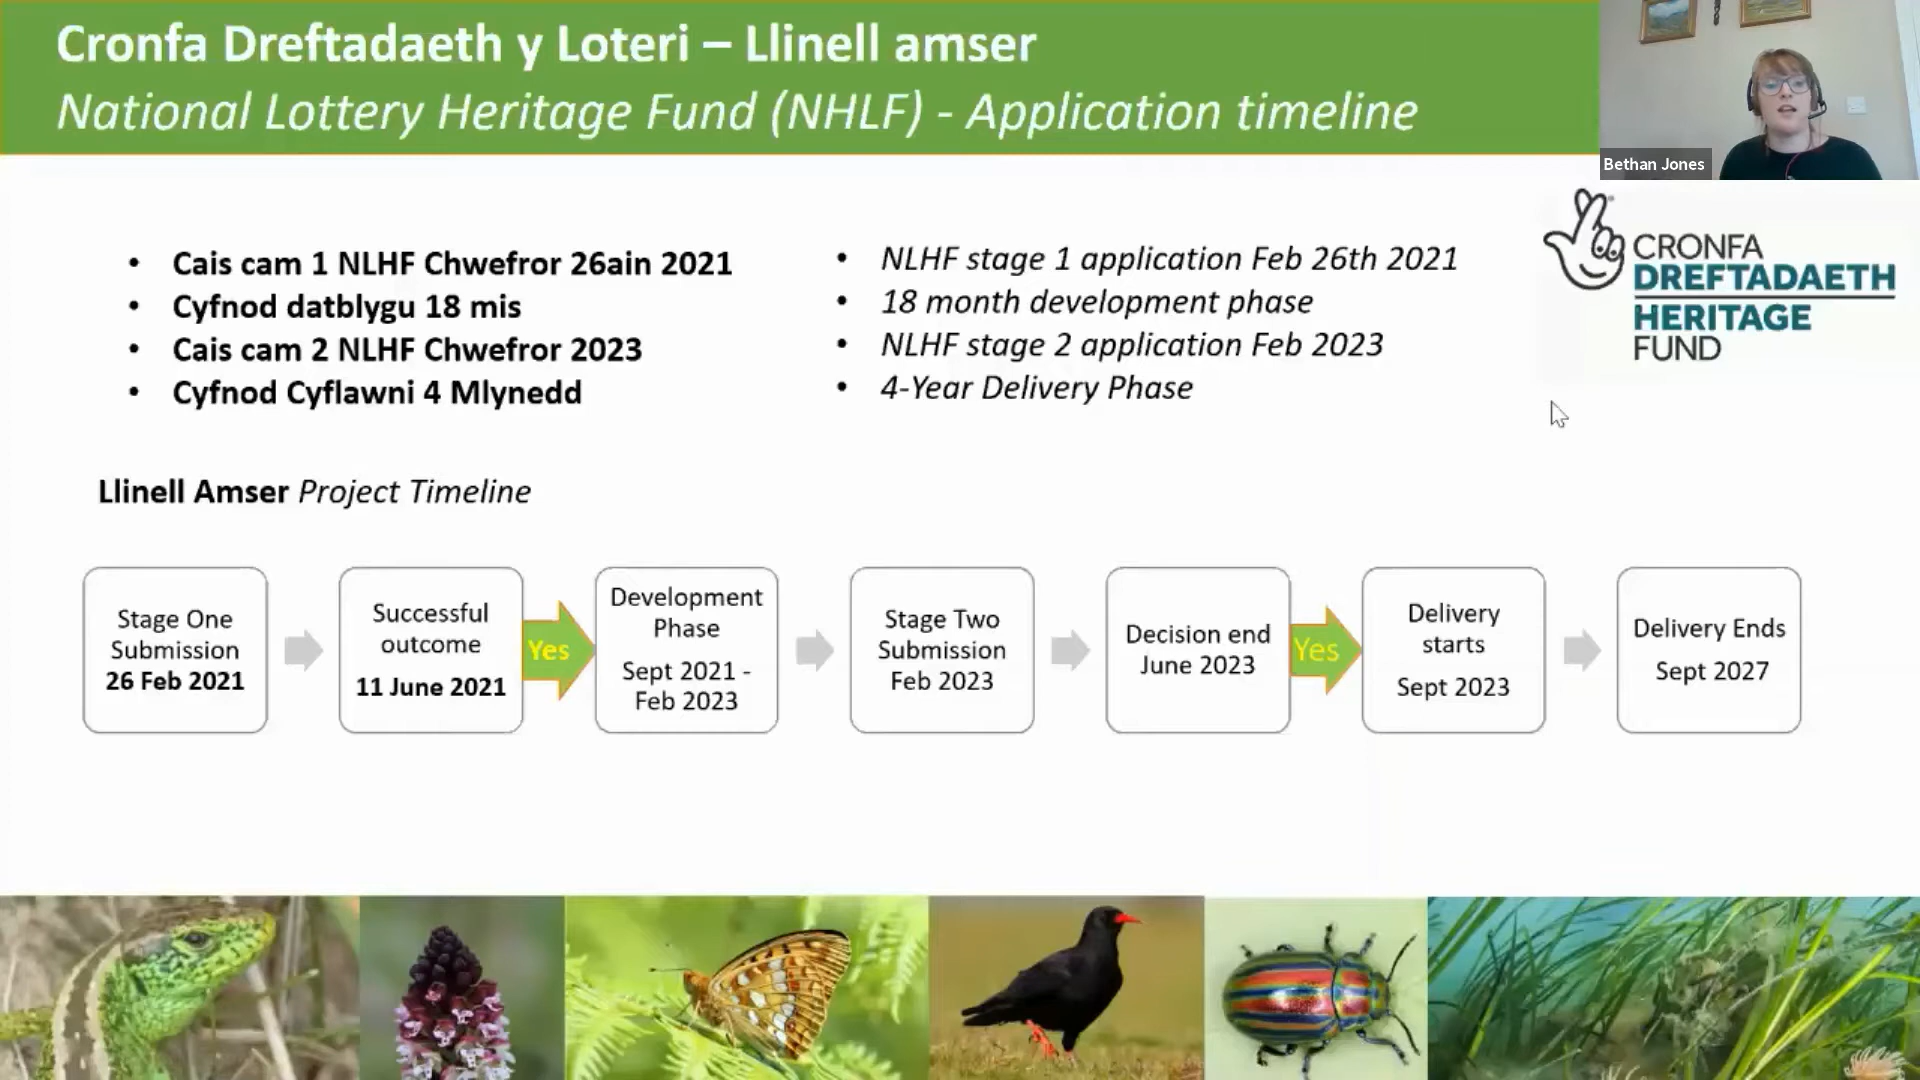 Cronfa Dreftadaeth y Loteri – Llinell amser
National Lottery Heritage Fund (NHLF) - Application timeline
Bethan Jones
• Cais cam 1 NLHF Chwefror 26ain 2021
• Cyfnod datblygu 18 mis
• Cais cam 2 NLHF Chwefror 2023
• Cyfnod Cyflawni 4 Mlynedd
• NLHF stage 1 application Feb 26th 2021
• 18 month development phase
• NLHF stage 2 application Feb 2023
• 4-Year Delivery Phase
CRONFA
DREFTADAETH
HERITAGE
FUND
Llinell Amser Project Timeline
Stage One
Submission
26 Feb 2021
Successful
outcome
11 June 2021
Yes
Development
Phase
Sept 2021 -
Feb 2023
Stage Two
Submission
Feb 2023
Decision end
June 2023
Yes
Delivery
starts
Sept 2023
Delivery Ends
Sept 2027